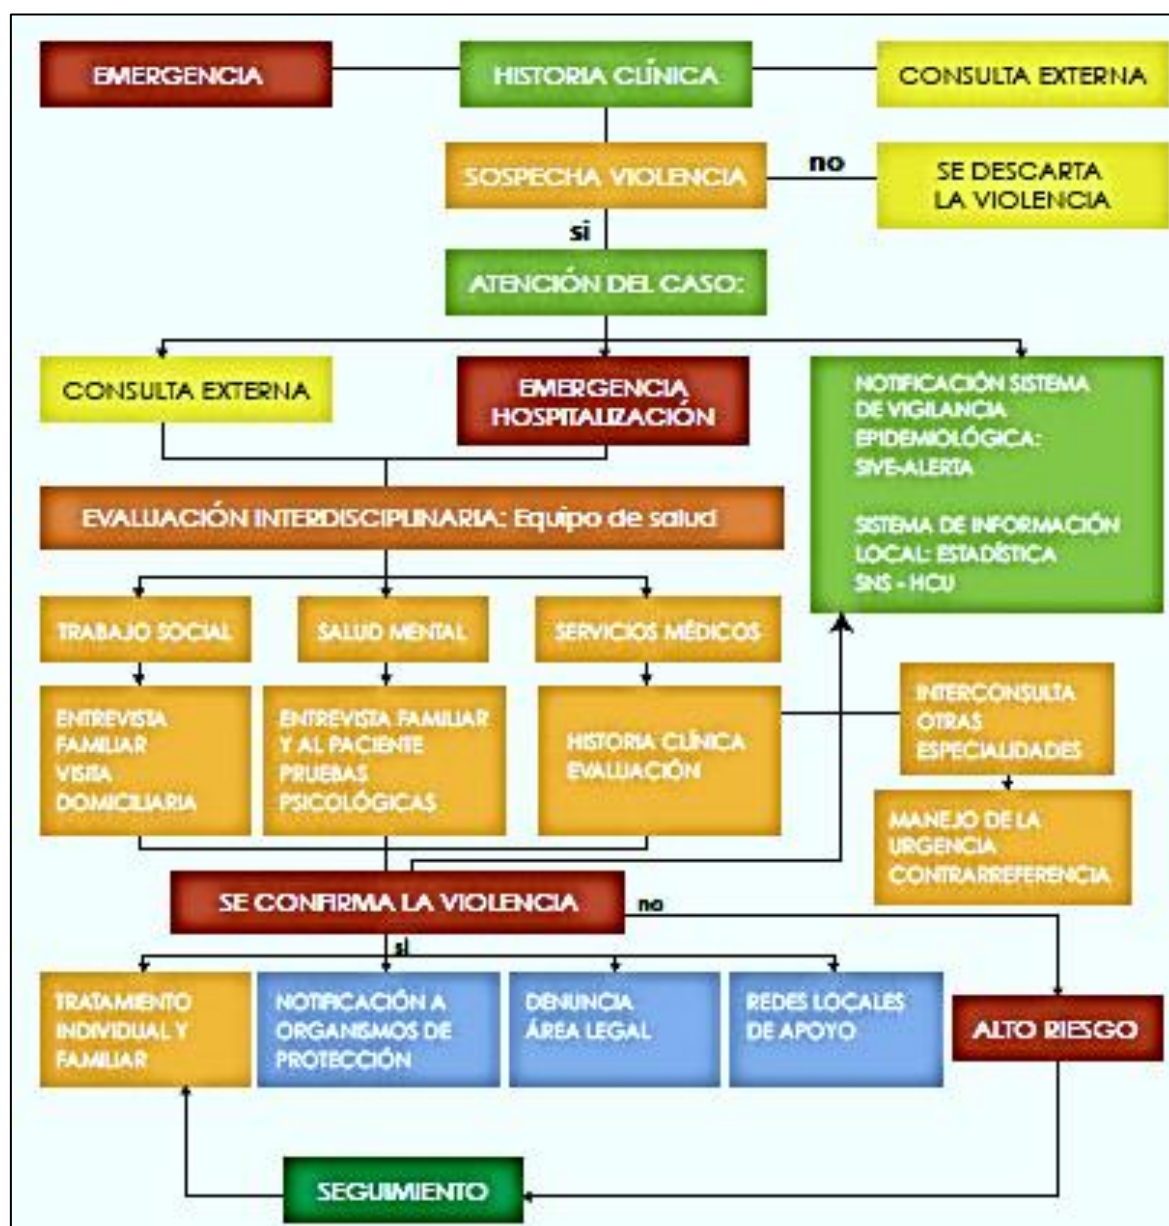 EMERGENCIA
HISTORIA CLÍNICA
CONSULTA EXTERNA
SOSPECHA VIOLENCIA
no
SE DESCARTA
LA VIOLENCIA
si
ATENCIÓN DEL CASO:
CONSULTA EXTERNA
EMERGENCIA
HOSPITALIZACIÓN
NOTIFICACIÓN SISTEMA
DE VIGILANCIA
EPIDEMIOLÓGICA:
SIVE-ALERTA
SISTEMA DE INFORMACIÓN
LOCAL: ESTADÍSTICA
SNS - HCU
EVALUACIÓN INTERDISCIPLINARIA: Equipo de salud
TRABAJO SOCIAL
SALUD MENTAL
SERVICIOS MÉDICOS
ENTREVISTA
FAMILIAR
VISITA
DOMICILIARIA
ENTREVISTA FAMILIAR
Y AL PACIENTE
PRUEBAS
PSICOLÓGICAS
HISTORIA CLÍNICA
EVALUACIÓN
INTERCONSULTA
OTRAS
ESPECIALIDADES
MANEJO DE LA
URGENCIA
CONTRARREFERENCIA
SE CONFIRMA LA VIOLENCIA
no
si
TRATAMIENTO
INDIVIDUAL Y
FAMILIAR
NOTIFICACIÓN A
ORGANISMOS DE
PROTECCIÓN
DENUNCIA
ÁREA LEGAL
REDES LOCALES
DE APOYO
ALTO RIESGO
SEGUIMIENTO